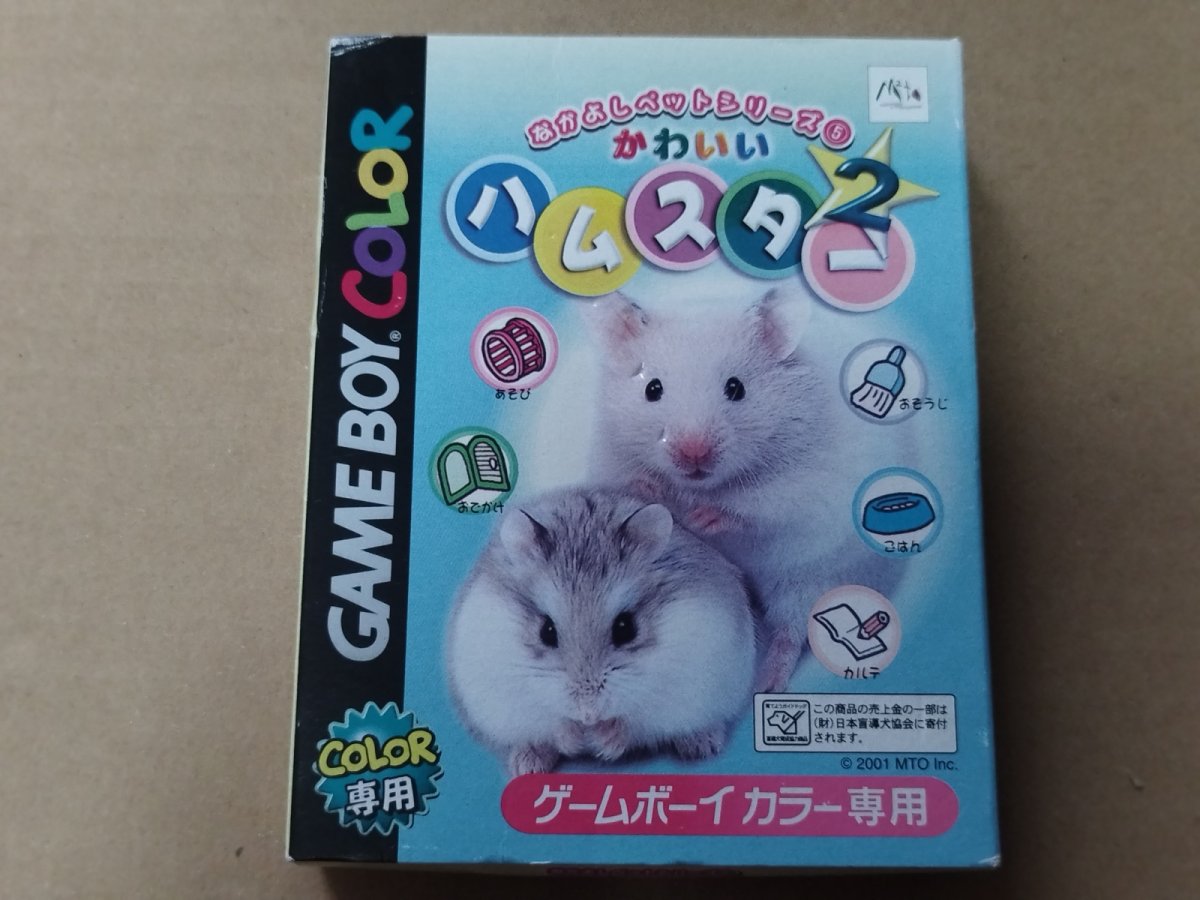 GAME BOY® COLOR
COLOR
専用
なかよしペットシリーズ⑤
かわいい
ハムスター2
あそび
おでかけ
おそうじ
ごはん
カルテ
この商品の売上金の一部は
(財)日本盲導犬協会に寄付
されます。
© 2001 MTO Inc.
ゲームボーイ カラー専用